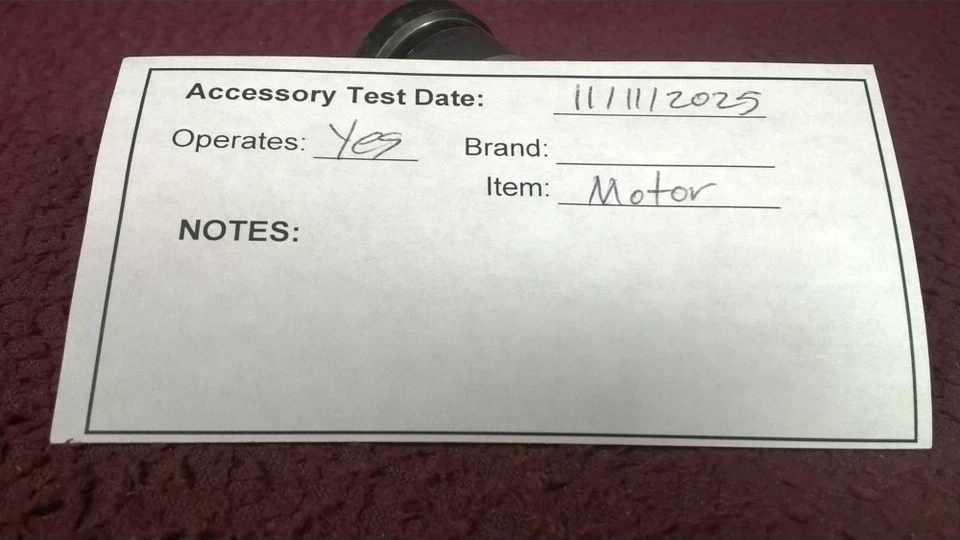 Accessory Test Date: 11/11/2025
Operates: Yes Brand:
Item: Motor
NOTES: